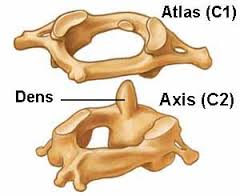 Atlas (C1)
Dens
Axis (C2)